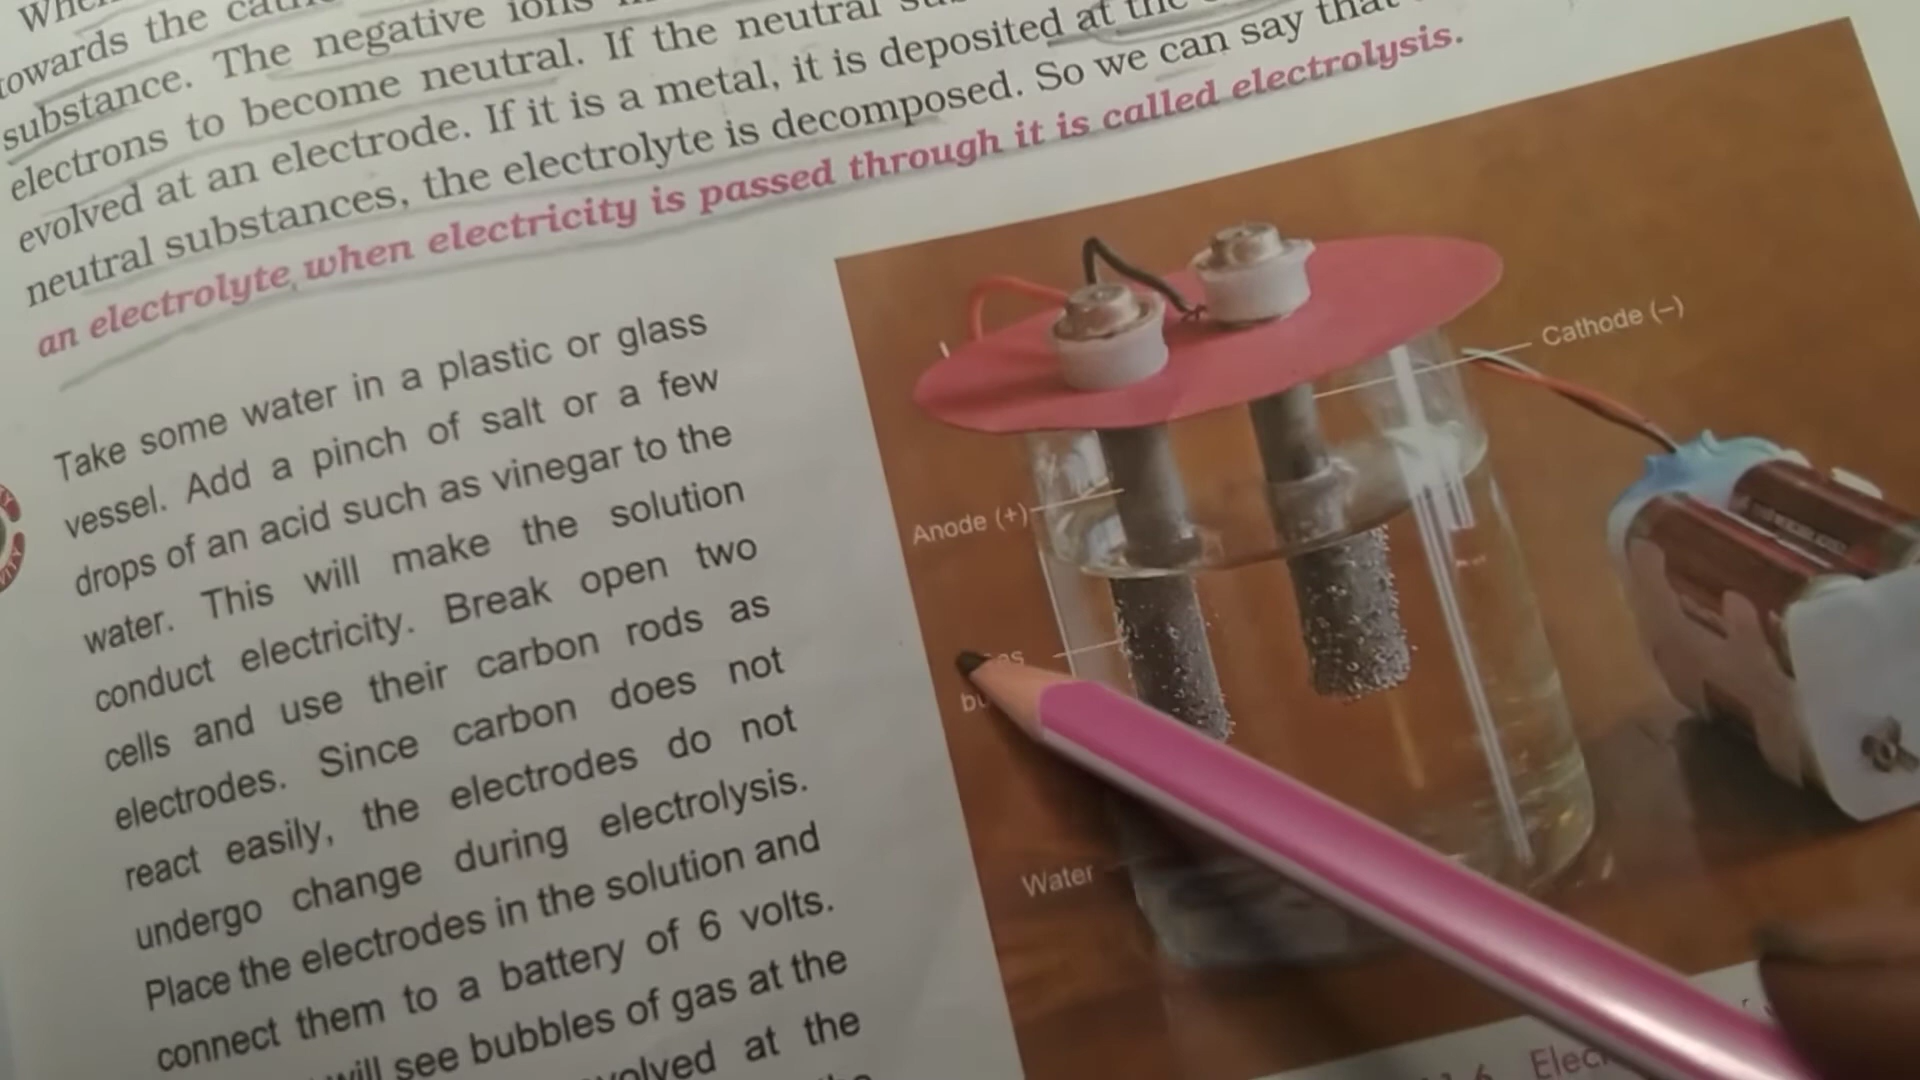 towards the
substance. The negative ions
electrons to become neutral. If the neutral
evolved at an electrode. If it is a metal, it is deposited at the
neutral substances, the electrolyte is decomposed. So we can say that
an electrolyte when electricity is passed through it is called electrolysis.
Take some water in a plastic or glass
vessel. Add a pinch of salt or a few
drops of an acid such as vinegar to the
water. This will make the solution
conduct electricity. Break open two
cells and use their carbon rods as
electrodes. Since carbon does not
react easily, the electrodes do not
undergo change during electrolysis.
Place the electrodes in the solution and
connect them to a battery of 6 volts.
will see bubbles of gas at the
at the
Cathode (–)
Anode (+)
Water